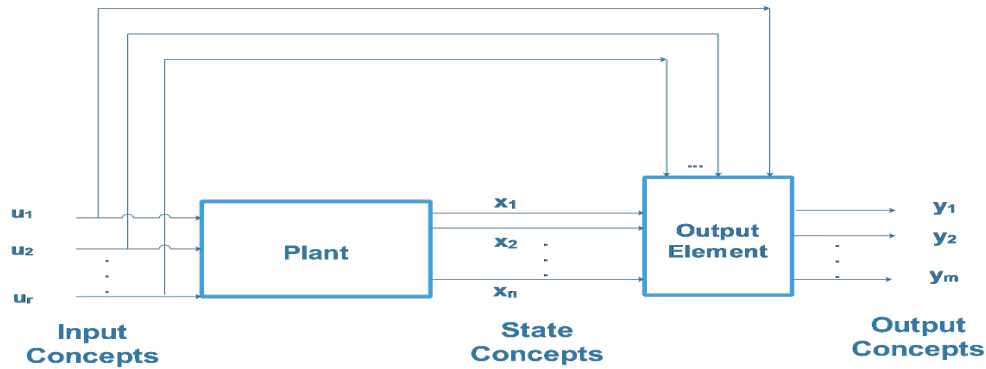 ...
u1
u2
.
.
.
ur
Input
Concepts
Plant
x1
x2
.
.
.
xn
State
Concepts
Output
Element
y1
y2
.
.
.
ym
Output
Concepts